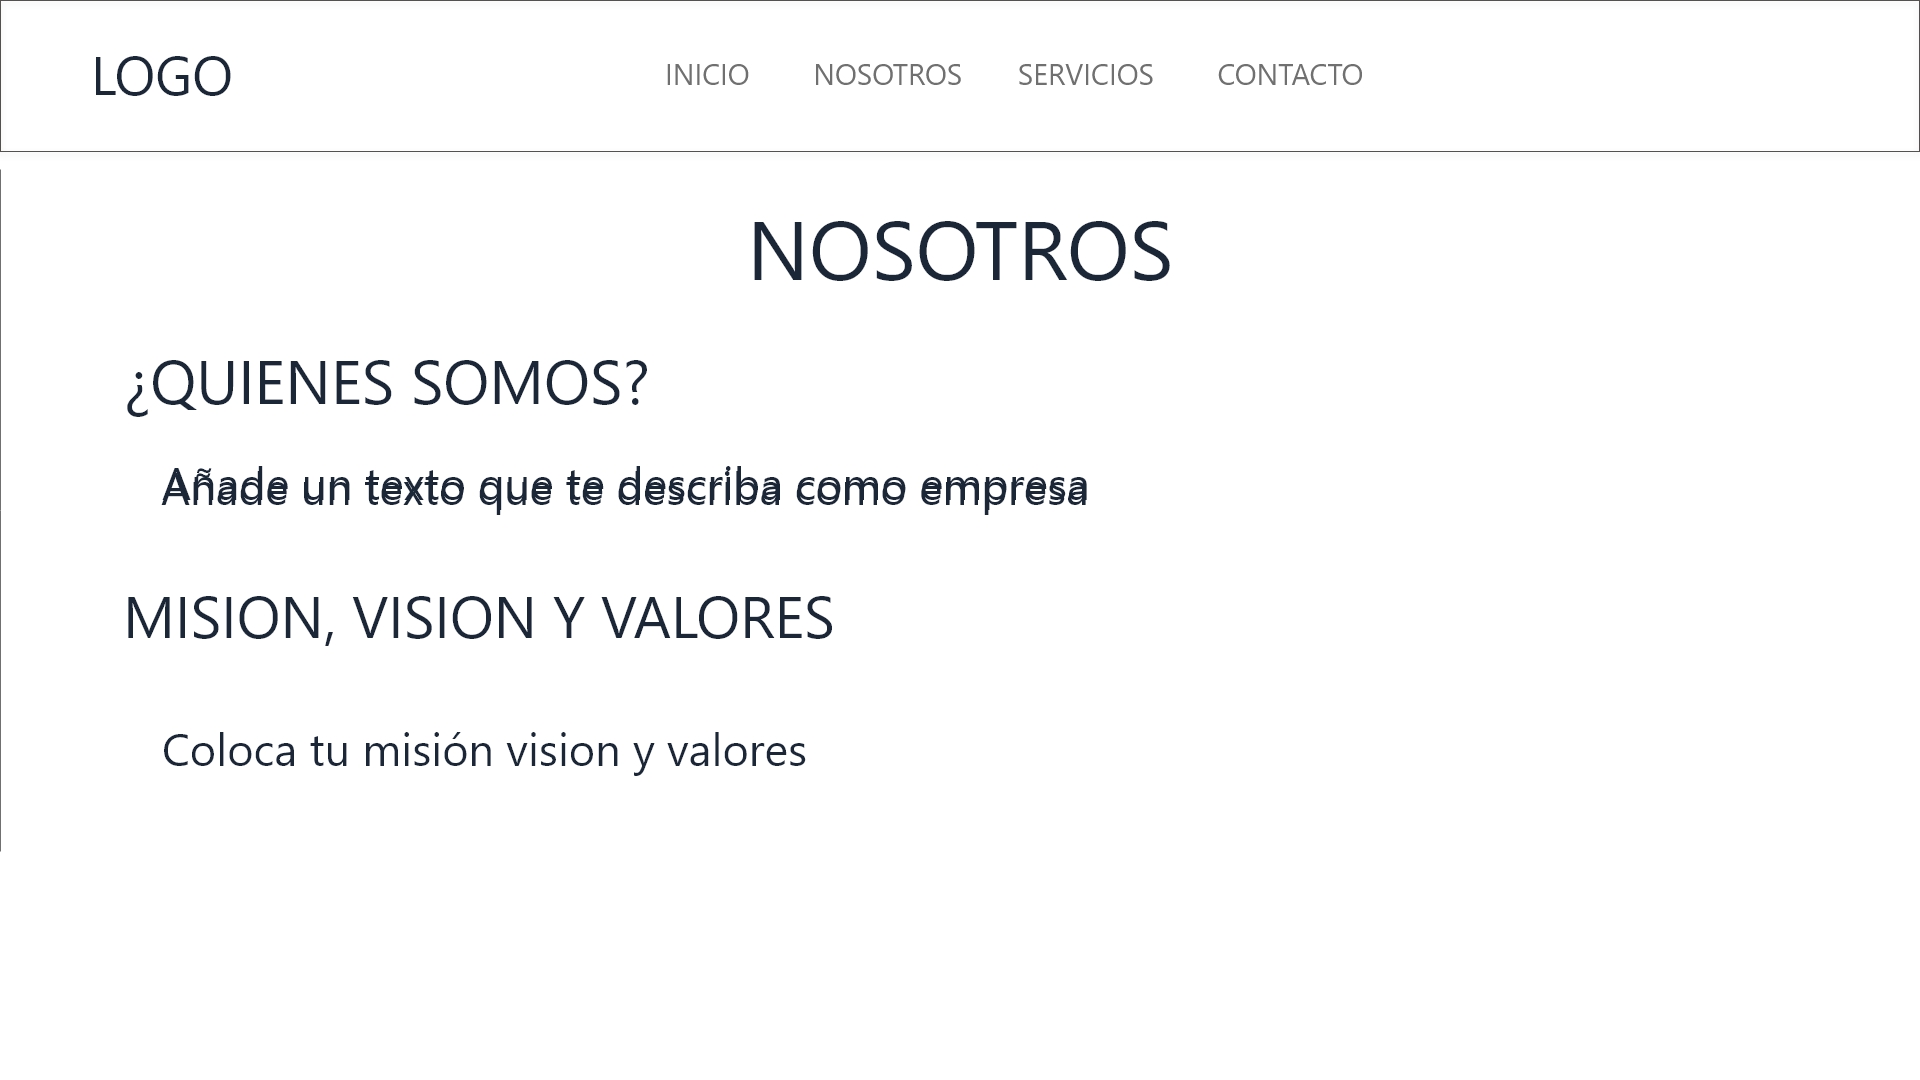 LOGO INICIO NOSOTROS SERVICIOS CONTACTO
NOSOTROS
¿QUIENES SOMOS?
Añade un texto que te describa como empresa
MISION, VISION Y VALORES
Coloca tu misión vision y valores